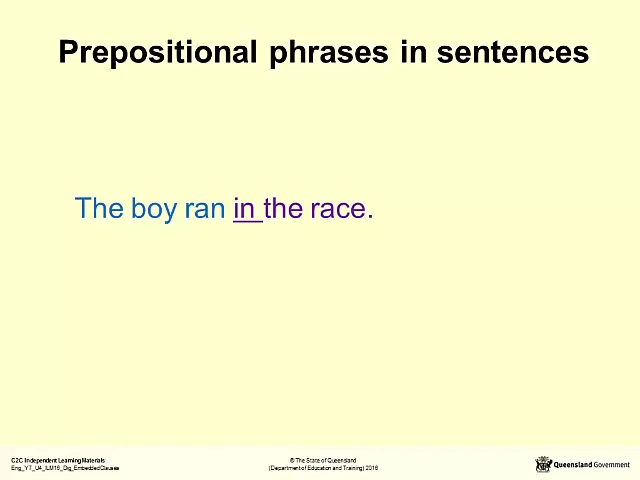 Prepositional phrases in sentences
The boy ran in the race.
C2C Independent Learning Materials
Eng_Y7_U4_ILM16_Dig_EmbeddedClauses
© The State of Queensland
(Department of Education and Training) 2016
Queensland Government